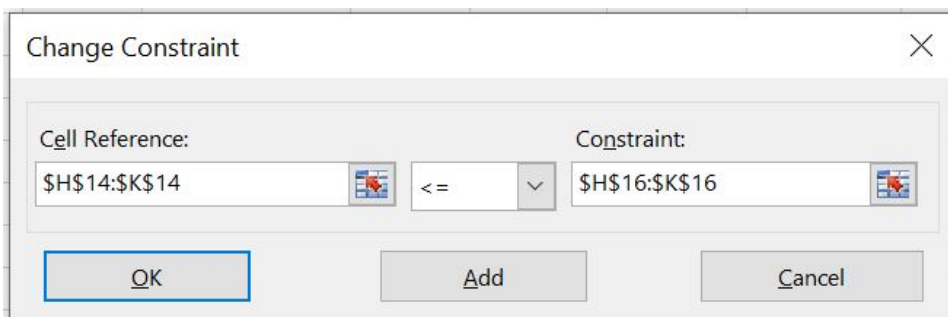 Change Constraint
Cell Reference:
Constraint:
$H$14:$K$14
<=
$H$16:$K$16
OK
Add
Cancel